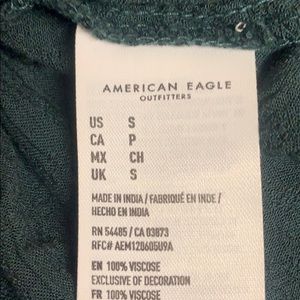 AMERICAN EAGLE
OUTFITTERS
US S
CA P
MX CH
UK S
MADE IN INDIA / FABRIQUÉ EN INDE /
HECHO EN INDIA
RN 54485 / CA 03873
RFC# AEM120605U9A
EN 100% VISCOSE
EXCLUSIVE OF DECORATION
FR 100% VISCOSE